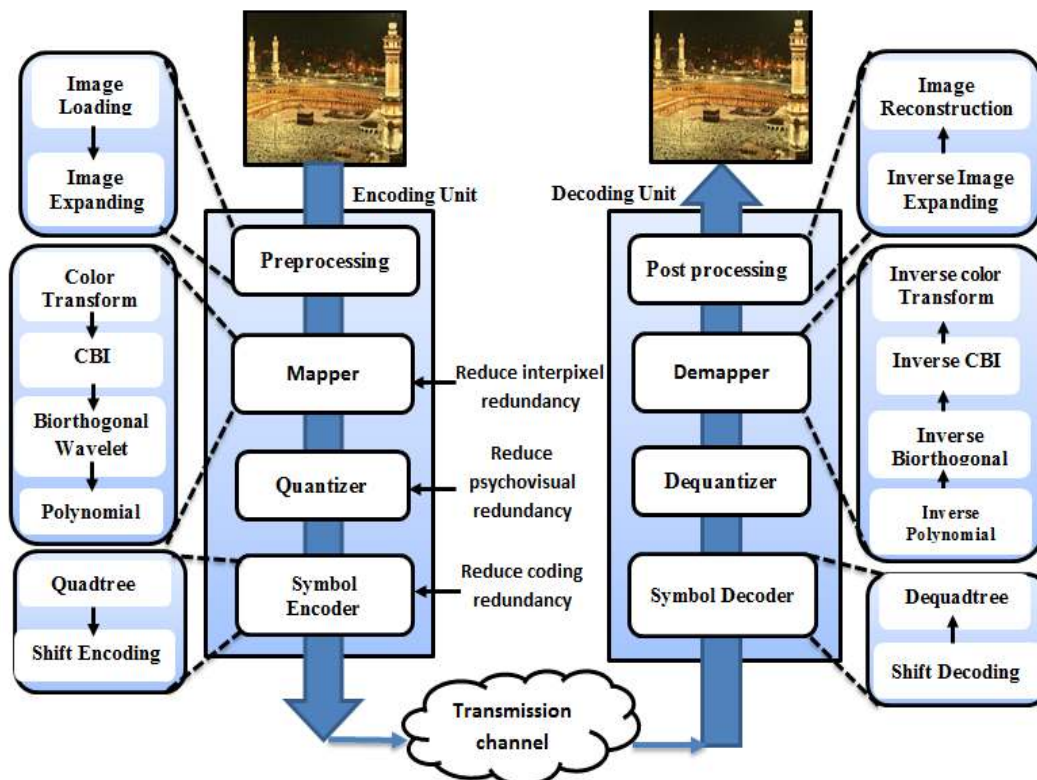 Image
Loading
Image
Expanding
Color
Transform
CBI
Biorthogonal
Wavelet
Polynomial
Quadtree
Shift Encoding
Encoding Unit
Preprocessing
Mapper
Quantizer
Symbol
Encoder
Reduce interpixel
redundancy
Reduce
psychovisual
redundancy
Reduce coding
redundancy
Transmission
channel
Decoding Unit
Post processing
Demapper
Dequantizer
Symbol Decoder
Image
Reconstruction
Inverse Image
Expanding
Inverse color
Transform
Inverse CBI
Inverse
Biorthogonal
Inverse
Polynomial
Dequadtree
Shift Decoding